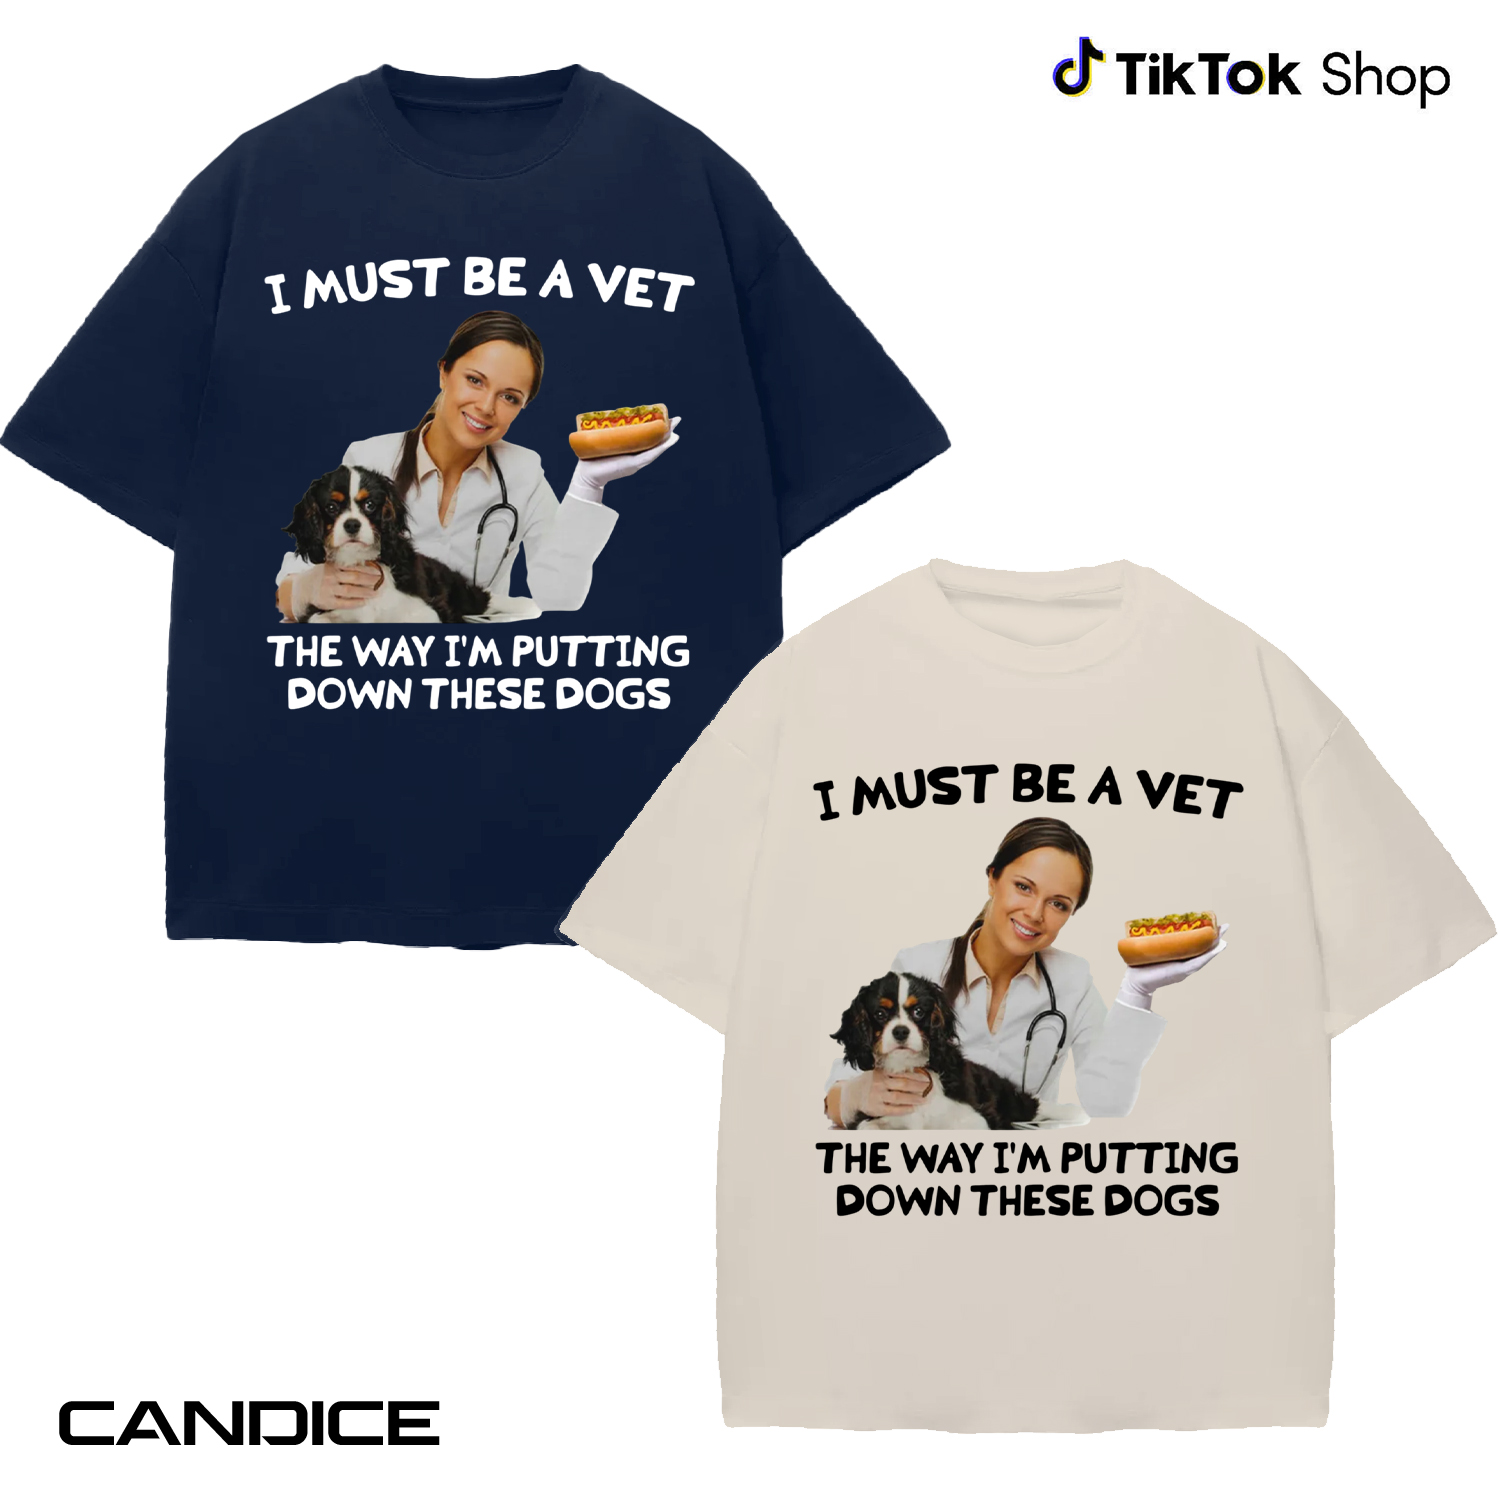 TikTok Shop
I MUST BE A VET
THE WAY I'M PUTTING
DOWN THESE DOGS
I MUST BE A VET
THE WAY I'M PUTTING
DOWN THESE DOGS
CANDICE